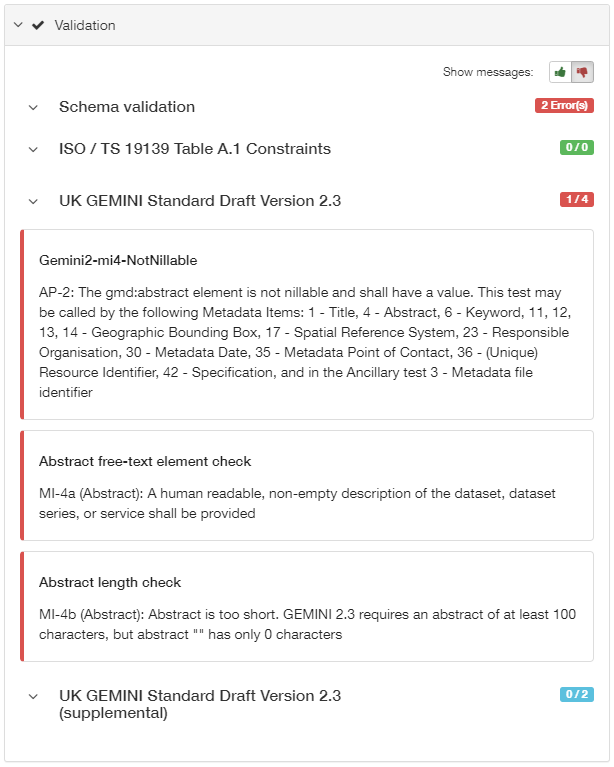 Validation
Show messages:
Schema validation
2 Error(s)
ISO / TS 19139 Table A.1 Constraints
0 / 0
UK GEMINI Standard Draft Version 2.3
1 / 4
Gemini2-mi4-NotNillable
AP-2: The gmd:abstract element is not nillable and shall have a value. This test may
be called by the following Metadata Items: 1 - Title, 4 - Abstract, 6 - Keyword, 11, 12,
13, 14 - Geographic Bounding Box, 17 - Spatial Reference System, 23 - Responsible
Organisation, 30 - Metadata Date, 35 - Metadata Point of Contact, 36 - (Unique)
Resource Identifier, 42 - Specification, and in the Ancillary test 3 - Metadata file
identifier
Abstract free-text element check
MI-4a (Abstract): A human readable, non-empty description of the dataset, dataset
series, or service shall be provided
Abstract length check
MI-4b (Abstract): Abstract is too short. GEMINI 2.3 requires an abstract of at least 100
characters, but abstract "" has only 0 characters
UK GEMINI Standard Draft Version 2.3
(supplemental)
0 / 2